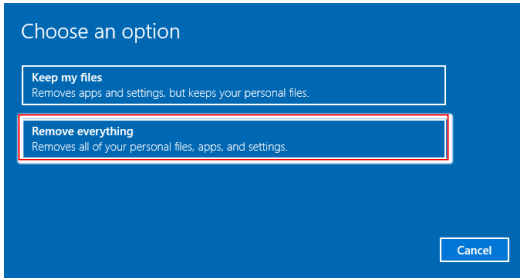 Choose an option
Keep my files
Removes apps and settings, but keeps your personal files.
Remove everything
Removes all of your personal files, apps, and settings.
Cancel